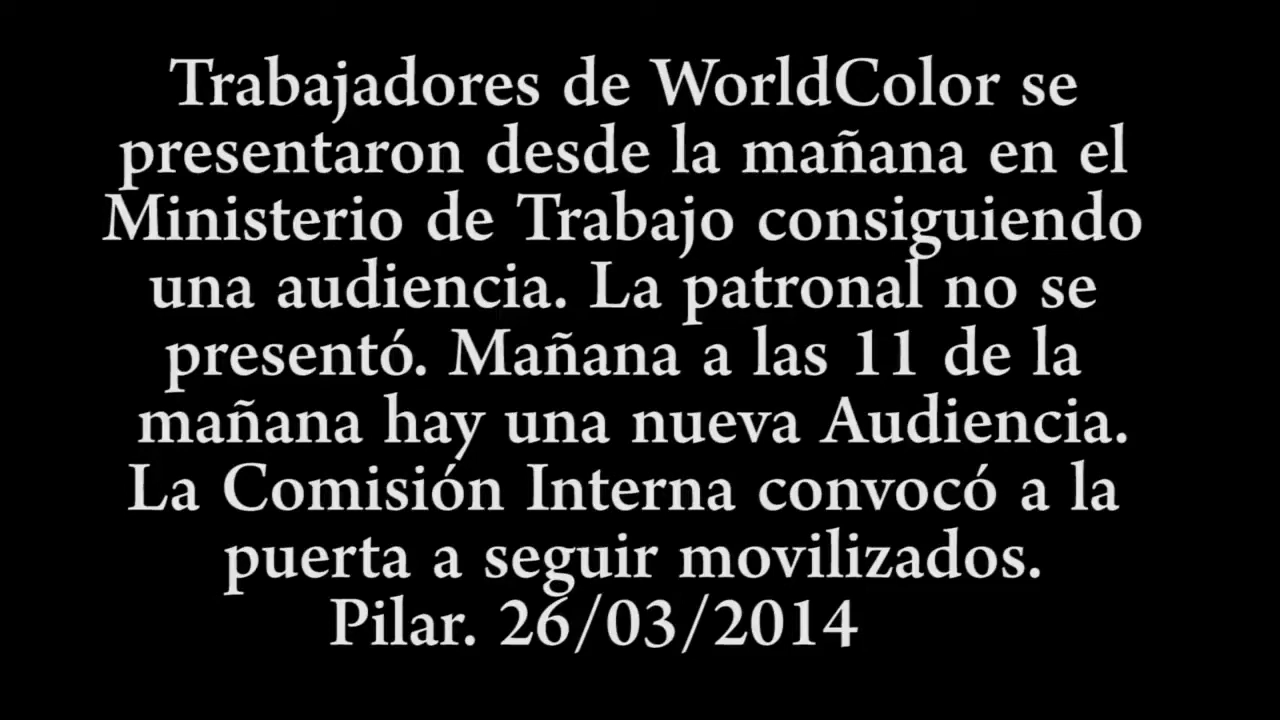 Trabajadores de WorldColor se
presentaron desde la mañana en el
Ministerio de Trabajo consiguiendo
una audiencia. La patronal no se
presentó. Mañana a las 11 de la
mañana hay una nueva Audiencia.
La Comisión Interna convocó a la
puerta a seguir movilizados.
Pilar. 26/03/2014